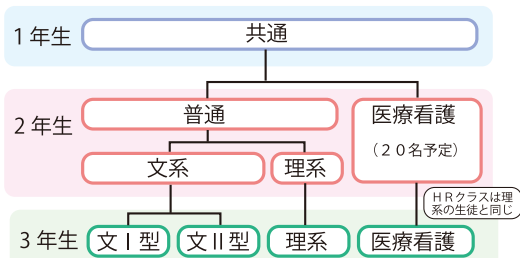 1年生
共通
2年生
普通
医療看護
（２０名予定）
文系
理系
ＨＲクラスは理
系の生徒と同じ
3年生
文Ⅰ型
文Ⅱ型
理系
医療看護